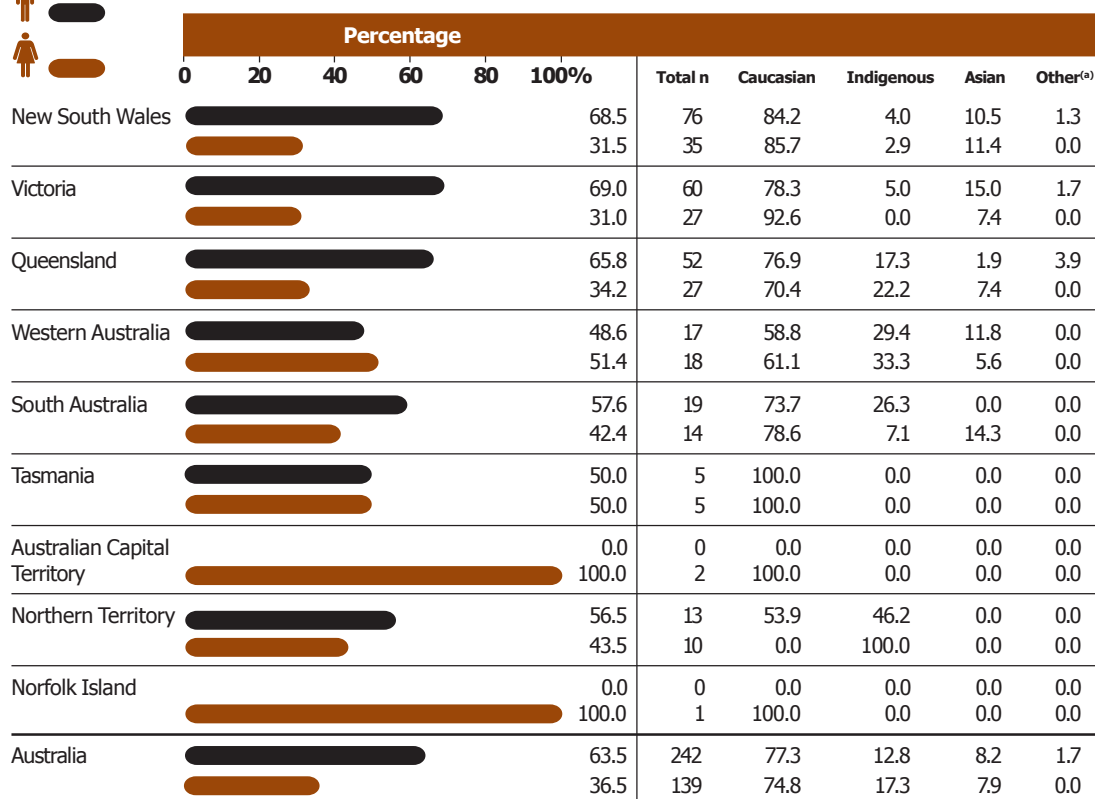 Percentage
0 20 40 60 80 100% Total n Caucasian Indigenous Asian Other(a)
New South Wales 68.5 76 84.2 4.0 10.5 1.3
31.5 35 85.7 2.9 11.4 0.0
Victoria 69.0 60 78.3 5.0 15.0 1.7
31.0 27 92.6 0.0 7.4 0.0
Queensland 65.8 52 76.9 17.3 1.9 3.9
34.2 27 70.4 22.2 7.4 0.0
Western Australia 48.6 17 58.8 29.4 11.8 0.0
51.4 18 61.1 33.3 5.6 0.0
South Australia 57.6 19 73.7 26.3 0.0 0.0
42.4 14 78.6 7.1 14.3 0.0
Tasmania 50.0 5 100.0 0.0 0.0 0.0
50.0 5 100.0 0.0 0.0 0.0
Australian Capital 0.0 0 0.0 0.0 0.0 0.0
Territory 100.0 2 100.0 0.0 0.0 0.0
Northern Territory 56.5 13 53.9 46.2 0.0 0.0
43.5 10 0.0 100.0 0.0 0.0
Norfolk Island 0.0 0 0.0 0.0 0.0 0.0
100.0 1 100.0 0.0 0.0 0.0
Australia 63.5 242 77.3 12.8 8.2 1.7
36.5 139 74.8 17.3 7.9 0.0